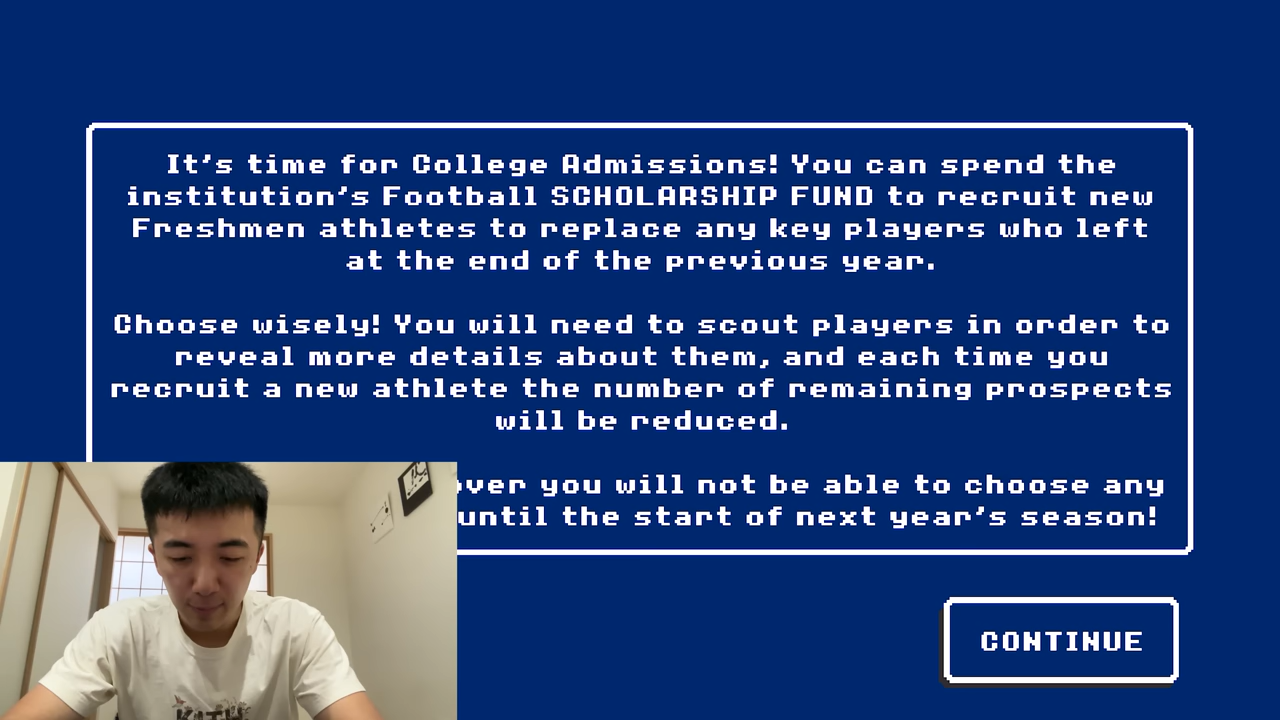 It's time for College Admissions! You can spend the
institution's Football SCHOLARSHIP FUND to recruit new
Freshmen athletes to replace any key players who left
at the end of the previous year.
Choose wisely! You will need to scout players in order to
reveal more details about them, and each time you
recruit a new athlete the number of remaining prospects
will be reduced.
you will not be able to choose any
until the start of next year's season!
CONTINUE